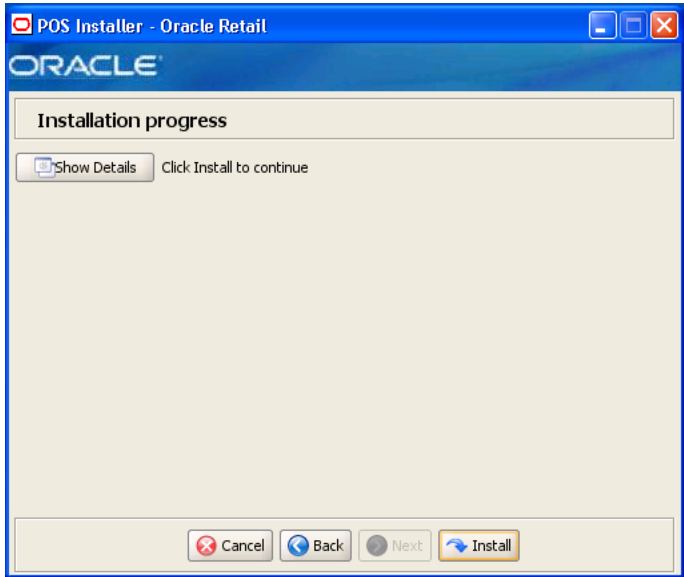 POS Installer - Oracle Retail
ORACLE
Installation progress
Show Details Click Install to continue
Cancel Back Next Install